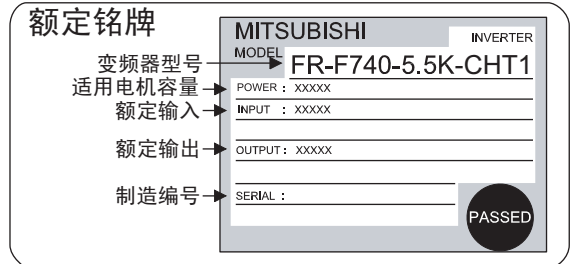 额定铭牌
MITSUBISHI
INVERTER
变频器型号
MODEL
FR-F740-5.5K-CHT1
适用电机容量
POWER : XXXXX
额定输入
INPUT : XXXXX
额定输出
OUTPUT : XXXXX
制造编号
SERIAL :
PASSED